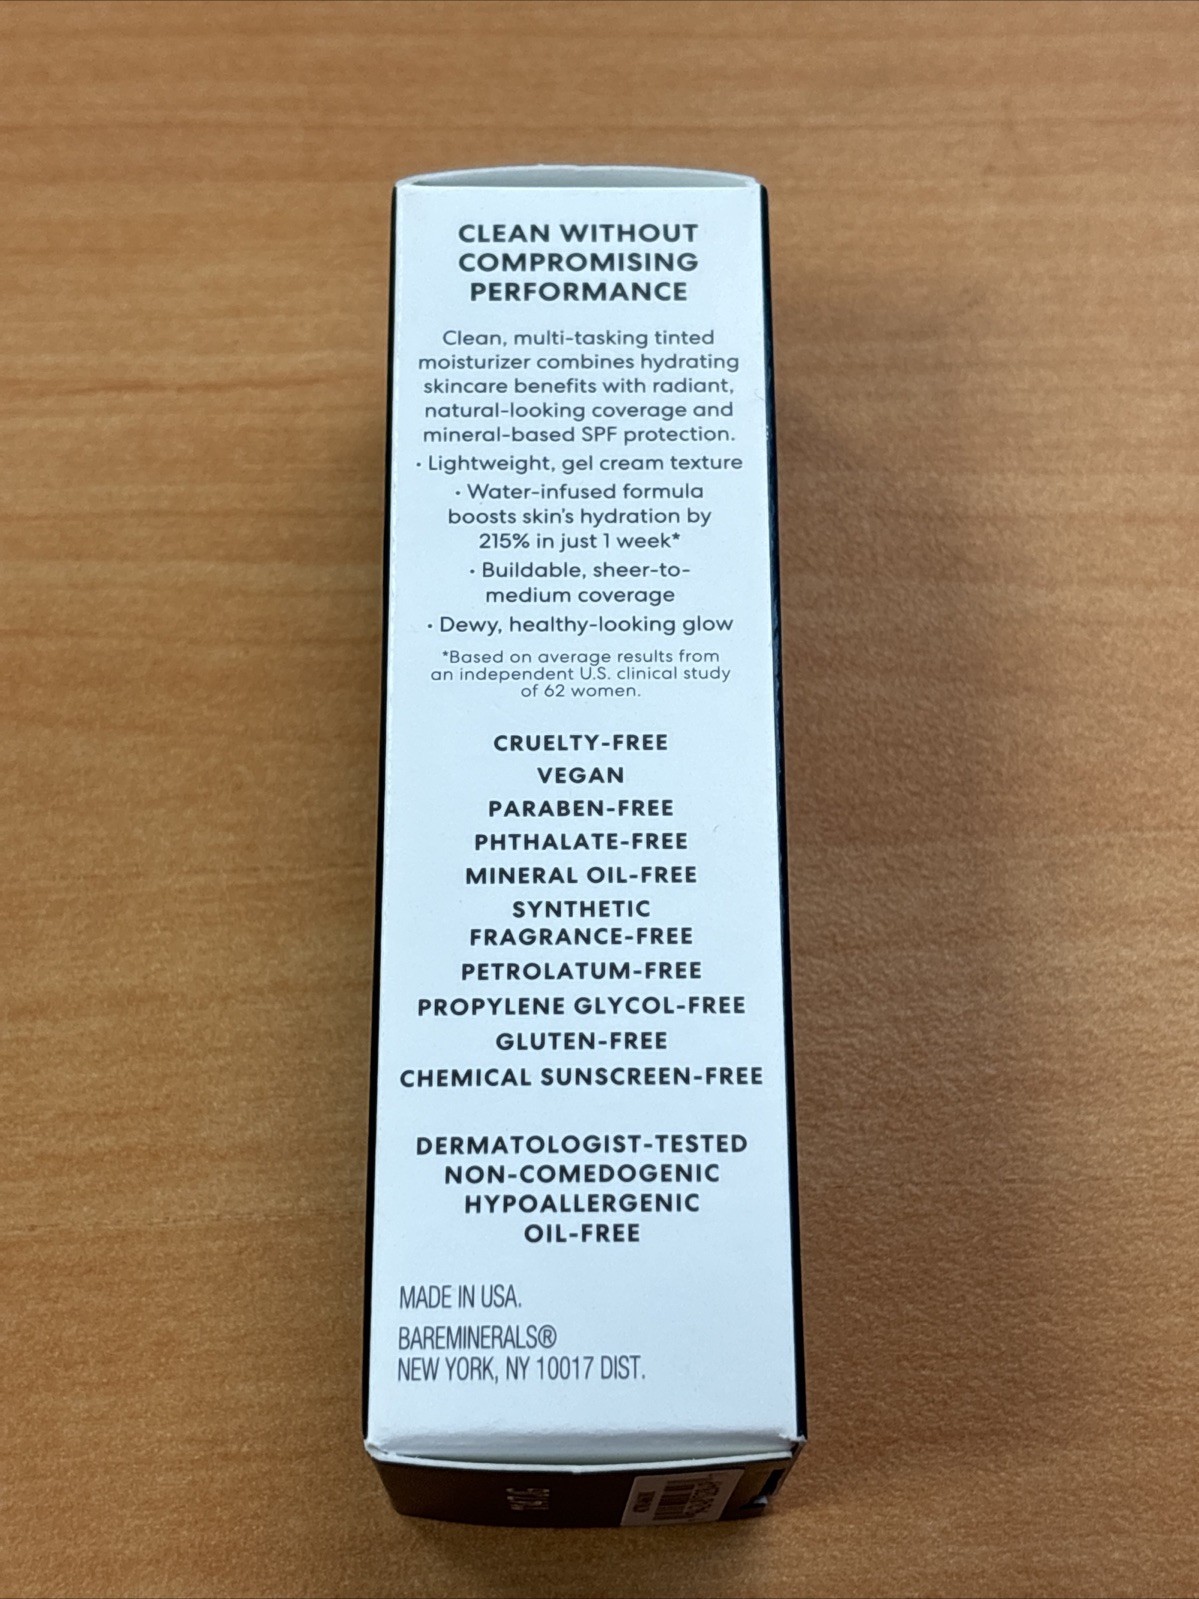 CLEAN WITHOUT
COMPROMISING
PERFORMANCE
Clean, multi-tasking tinted
moisturizer combines hydrating
skincare benefits with radiant,
natural-looking coverage and
mineral-based SPF protection.
• Lightweight, gel cream texture
• Water-infused formula
boosts skin's hydration by
215% in just 1 week*
• Buildable, sheer-to-
medium coverage
• Dewy, healthy-looking glow
*Based on average results from
an independent U.S. clinical study
of 62 women.
CRUELTY-FREE
VEGAN
PARABEN-FREE
PHTHALATE-FREE
MINERAL OIL-FREE
SYNTHETIC
FRAGRANCE-FREE
PETROLATUM-FREE
PROPYLENE GLYCOL-FREE
GLUTEN-FREE
CHEMICAL SUNSCREEN-FREE
DERMATOLOGIST-TESTED
NON-COMEDOGENIC
HYPOALLERGENIC
OIL-FREE
MADE IN USA.
BAREMINERALS®
NEW YORK, NY 10017 DIST.